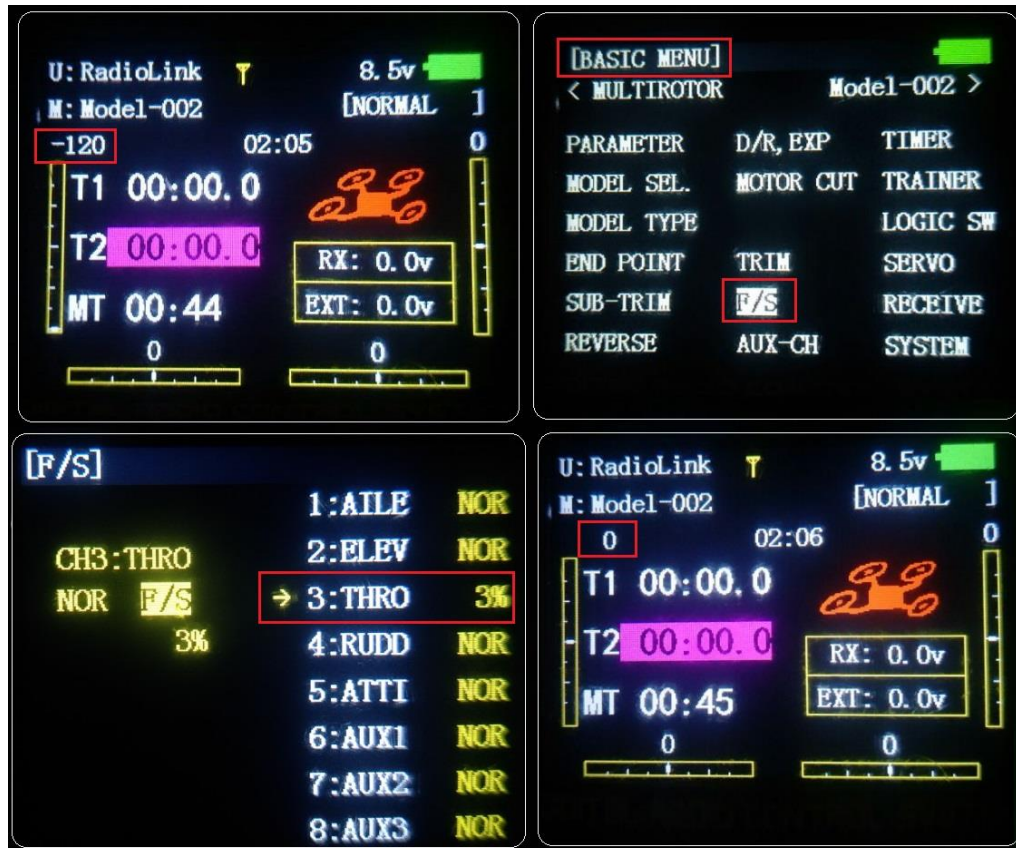 U: RadioLink 8.5v
M: Model-002 [NORMAL ]
-120 02:05 0
T1 00:00.0
T2 00:00.0
RX: 0.0v
MT 00:44
EXT: 0.0v
0 0
[BASIC MENU]
< MULTIROTOR Model-002 >
PARAMETER D/R,EXP TIMER
MODEL SEL. MOTOR CUT TRAINER
MODEL TYPE LOGIC SW
END POINT TRIM SERVO
SUB-TRIM F/S RECEIVE
REVERSE AUX-CH SYSTEM
[F/S]
CH3:THRO
NOR F/S
3%
1:AILE NOR
2:ELEV NOR
→ 3:THRO 3%
4:RUDD NOR
5:ATTI NOR
6:AUX1 NOR
7:AUX2 NOR
8:AUX3 NOR
U: RadioLink 8.5v
M: Model-002 [NORMAL ]
0 02:06 0
T1 00:00.0
T2 00:00.0
RX: 0.0v
MT 00:45
EXT: 0.0v
0 0